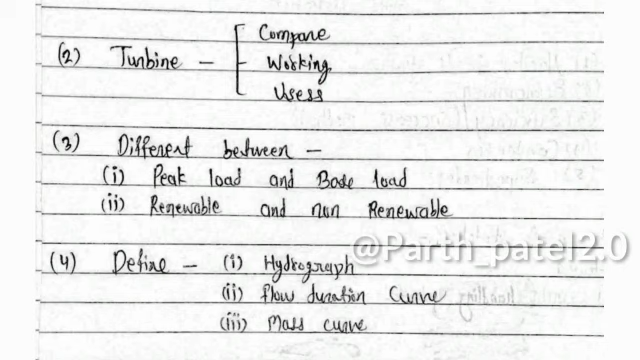 Compare
(2) Turbine - Working
Usess
(3) Different between -
(i) Peak load and Base load
(ii) Renewable and non Renewable
@Parth_patel2.0
(4) Define - (i) Hydrograph
(ii) flow duration curve
(iii) Mass curve